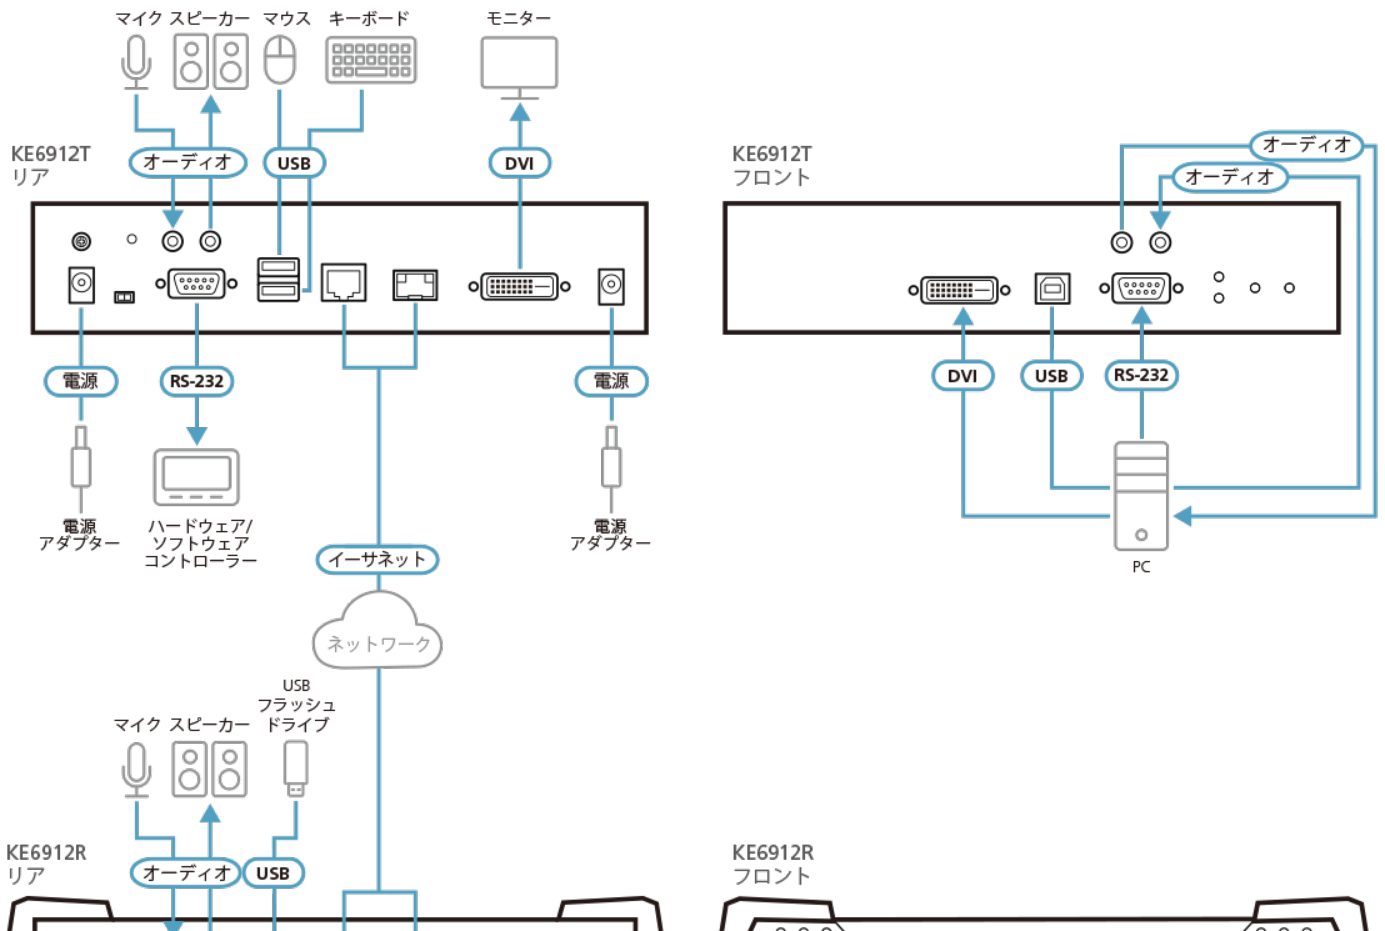 マイク スピーカー マウス キーボード モニター
KE6912T
リア
オーディオ USB DVI
電源 RS-232 電源
電源
アダプター
ハードウェア/
ソフトウェア
コントローラー
電源
アダプター
イーサネット
ネットワーク
KE6912T
フロント
オーディオ
オーディオ
DVI USB RS-232
PC
USB
フラッシュ
ドライブ
マイク スピーカー
KE6912R
リア
オーディオ USB
KE6912R
フロント